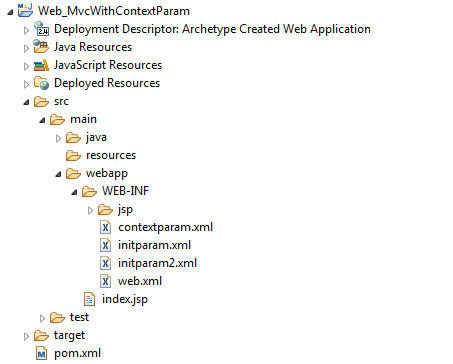 Web_MvcWithContextParam
Deployment Descriptor: Archetype Created Web Application
Java Resources
JavaScript Resources
Deployed Resources
src
main
java
resources
webapp
WEB-INF
jsp
contextparam.xml
initparam.xml
initparam2.xml
web.xml
index.jsp
test
target
pom.xml